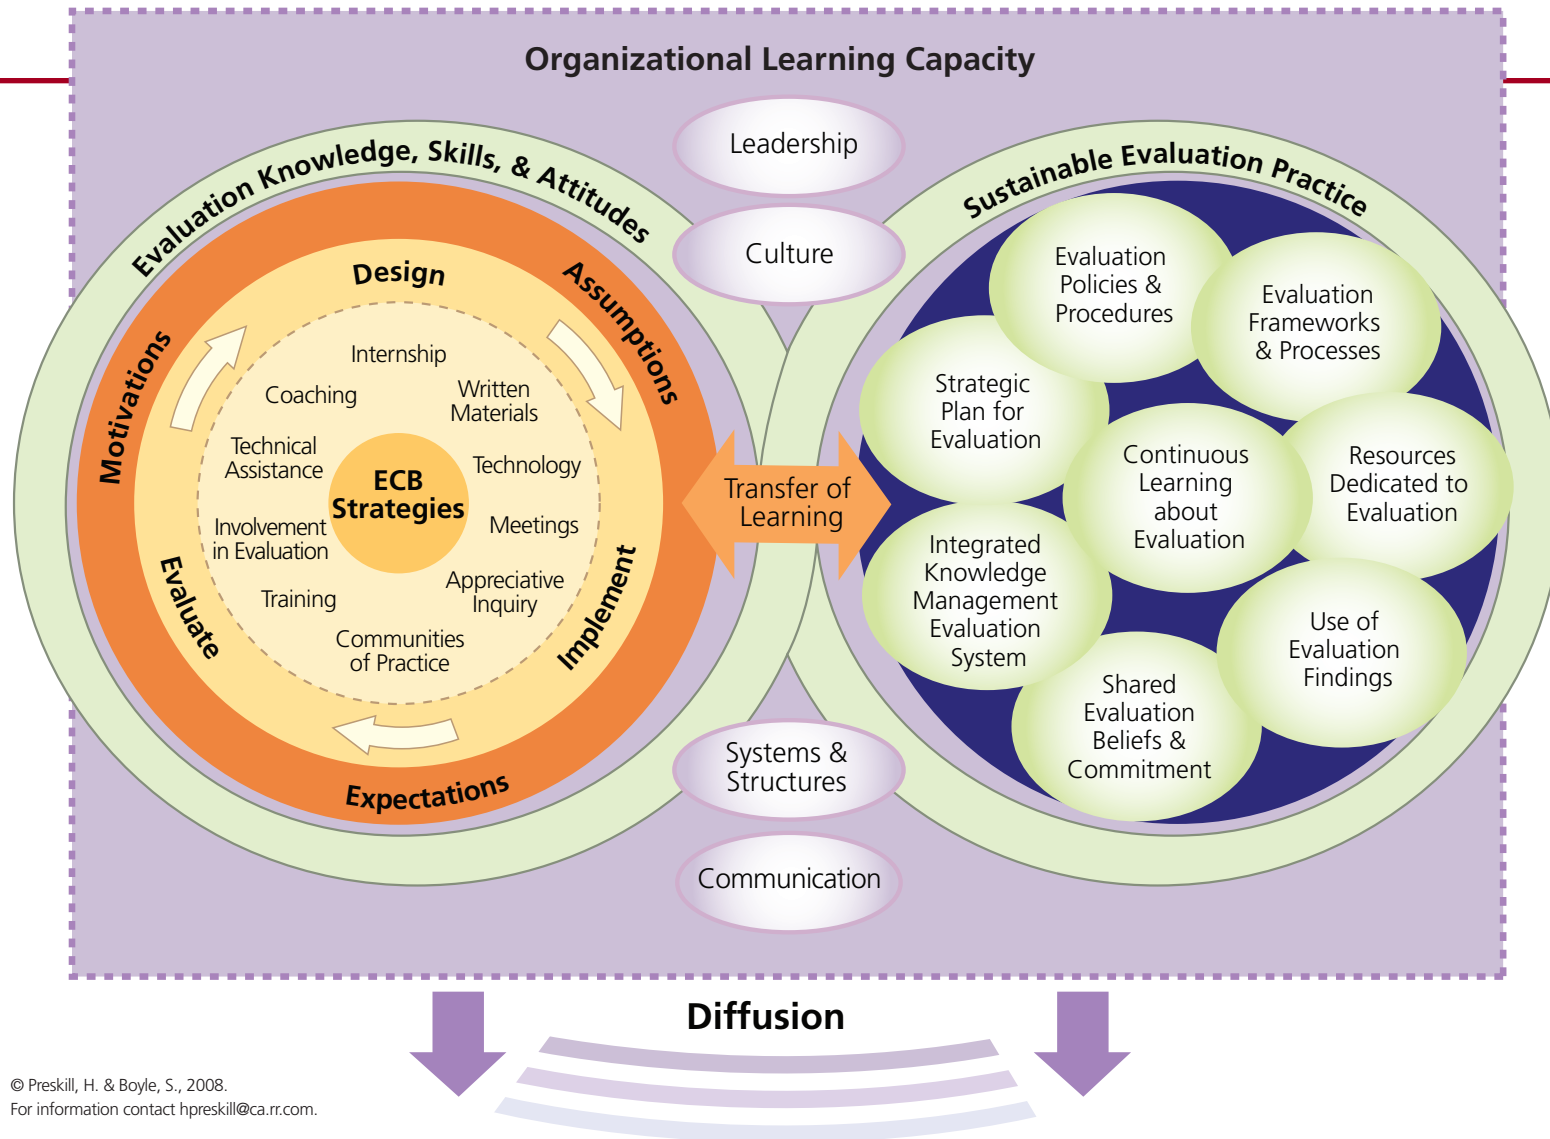 Organizational Learning Capacity
Leadership
Culture
Evaluation Knowledge, Skills, & Attitudes
Motivations
Assumptions
Expectations
Design
Implement
Evaluate
Internship
Coaching
Written
Materials
Technical
Assistance
Technology
ECB
Strategies
Involvement
in Evaluation
Meetings
Training
Appreciative
Inquiry
Communities
of Practice
Transfer of
Learning
Sustainable Evaluation Practice
Evaluation
Policies &
Procedures
Evaluation
Frameworks
& Processes
Strategic
Plan for
Evaluation
Continuous
Learning
about
Evaluation
Resources
Dedicated to
Evaluation
Integrated
Knowledge
Management
Evaluation
System
Use of
Evaluation
Findings
Shared
Evaluation
Beliefs &
Commitment
Systems &
Structures
Communication
Diffusion
© Preskill, H. & Boyle, S., 2008.
For information contact hpreskill@ca.rr.com.